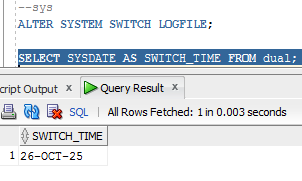 --sys
ALTER SYSTEM SWITCH LOGFILE;
SELECT SYSDATE AS SWITCH_TIME FROM dual;
cript Output × Query Result ×
SQL | All Rows Fetched: 1 in 0.003 seconds
SWITCH_TIME
1 26-OCT-25